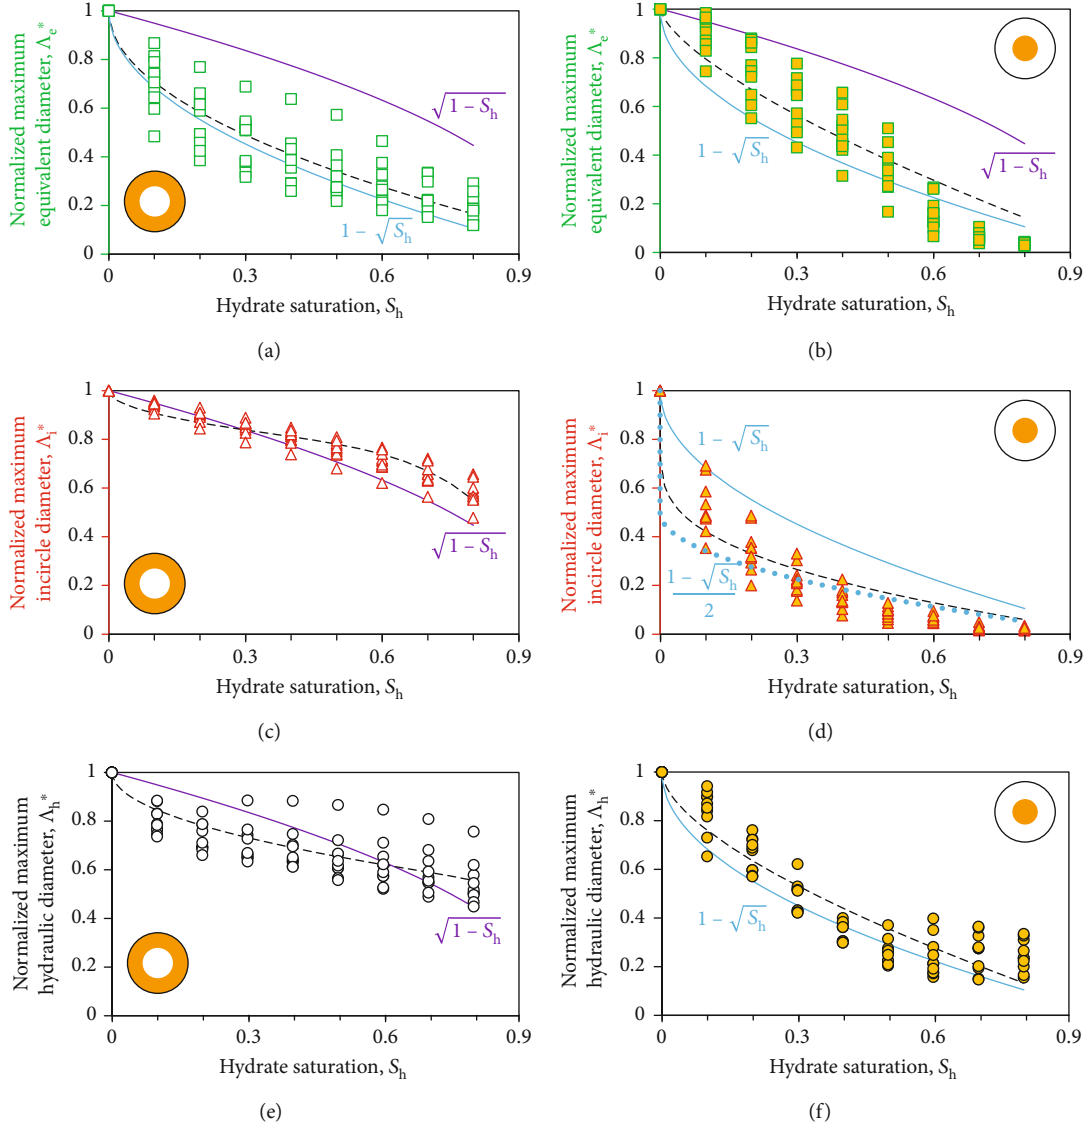 Normalized maximum
equivalent diameter, Λe*
1
0.8
0.6
0.4
0.2
0
0
0.3
0.6
0.9
√1 – Sh
1 – √Sh
Hydrate saturation, Sh
(a)
Normalized maximum
equivalent diameter, Λe*
1
0.8
0.6
0.4
0.2
0
0
0.3
0.6
0.9
1 – √Sh
√1 – Sh
Hydrate saturation, Sh
(b)
Normalized maximum
incircle diameter, Λi*
1
0.8
0.6
0.4
0.2
0
0
0.3
0.6
0.9
√1 – Sh
Hydrate saturation, Sh
(c)
Normalized maximum
incircle diameter, Λi*
1
0.8
0.6
0.4
0.2
0
0
0.3
0.6
0.9
1 – √Sh
1 – √Sh
2
Hydrate saturation, Sh
(d)
Normalized maximum
hydraulic diameter, Λh*
1
0.8
0.6
0.4
0.2
0
0
0.3
0.6
0.9
√1 – Sh
Hydrate saturation, Sh
(e)
Normalized maximum
hydraulic diameter, Λh*
1
0.8
0.6
0.4
0.2
0
0
0.3
0.6
0.9
1 – √Sh
Hydrate saturation, Sh
(f)